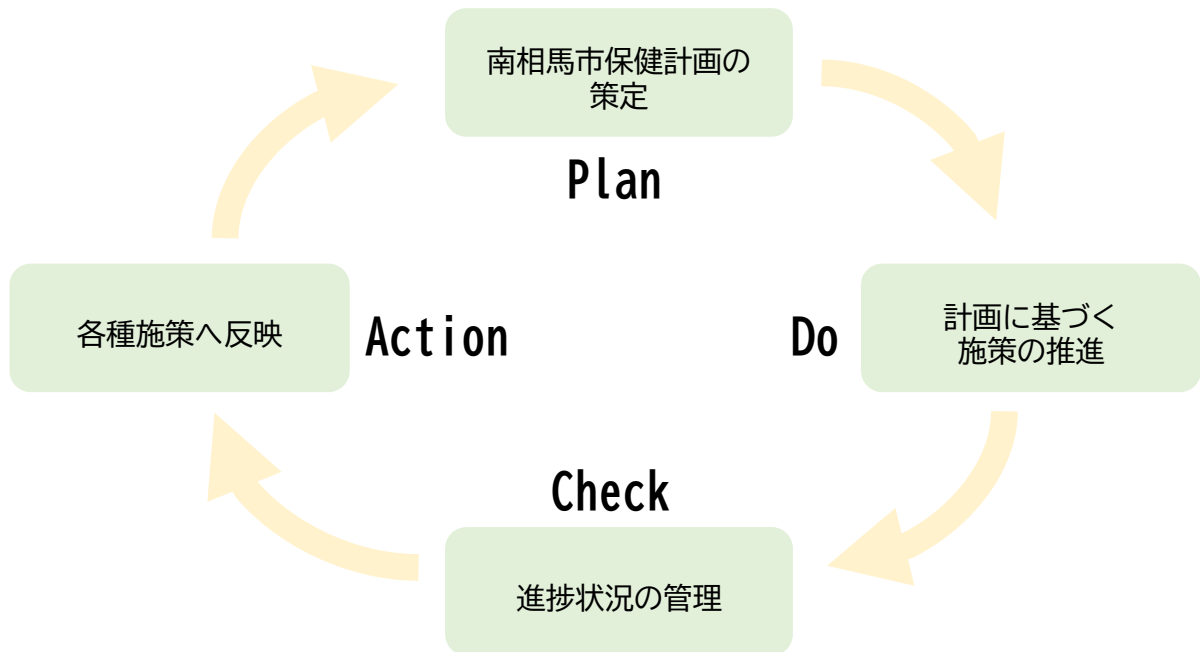 南相馬市保健計画の
策定
Plan
各種施策へ反映
Action
Do
計画に基づく
施策の推進
Check
進捗状況の管理